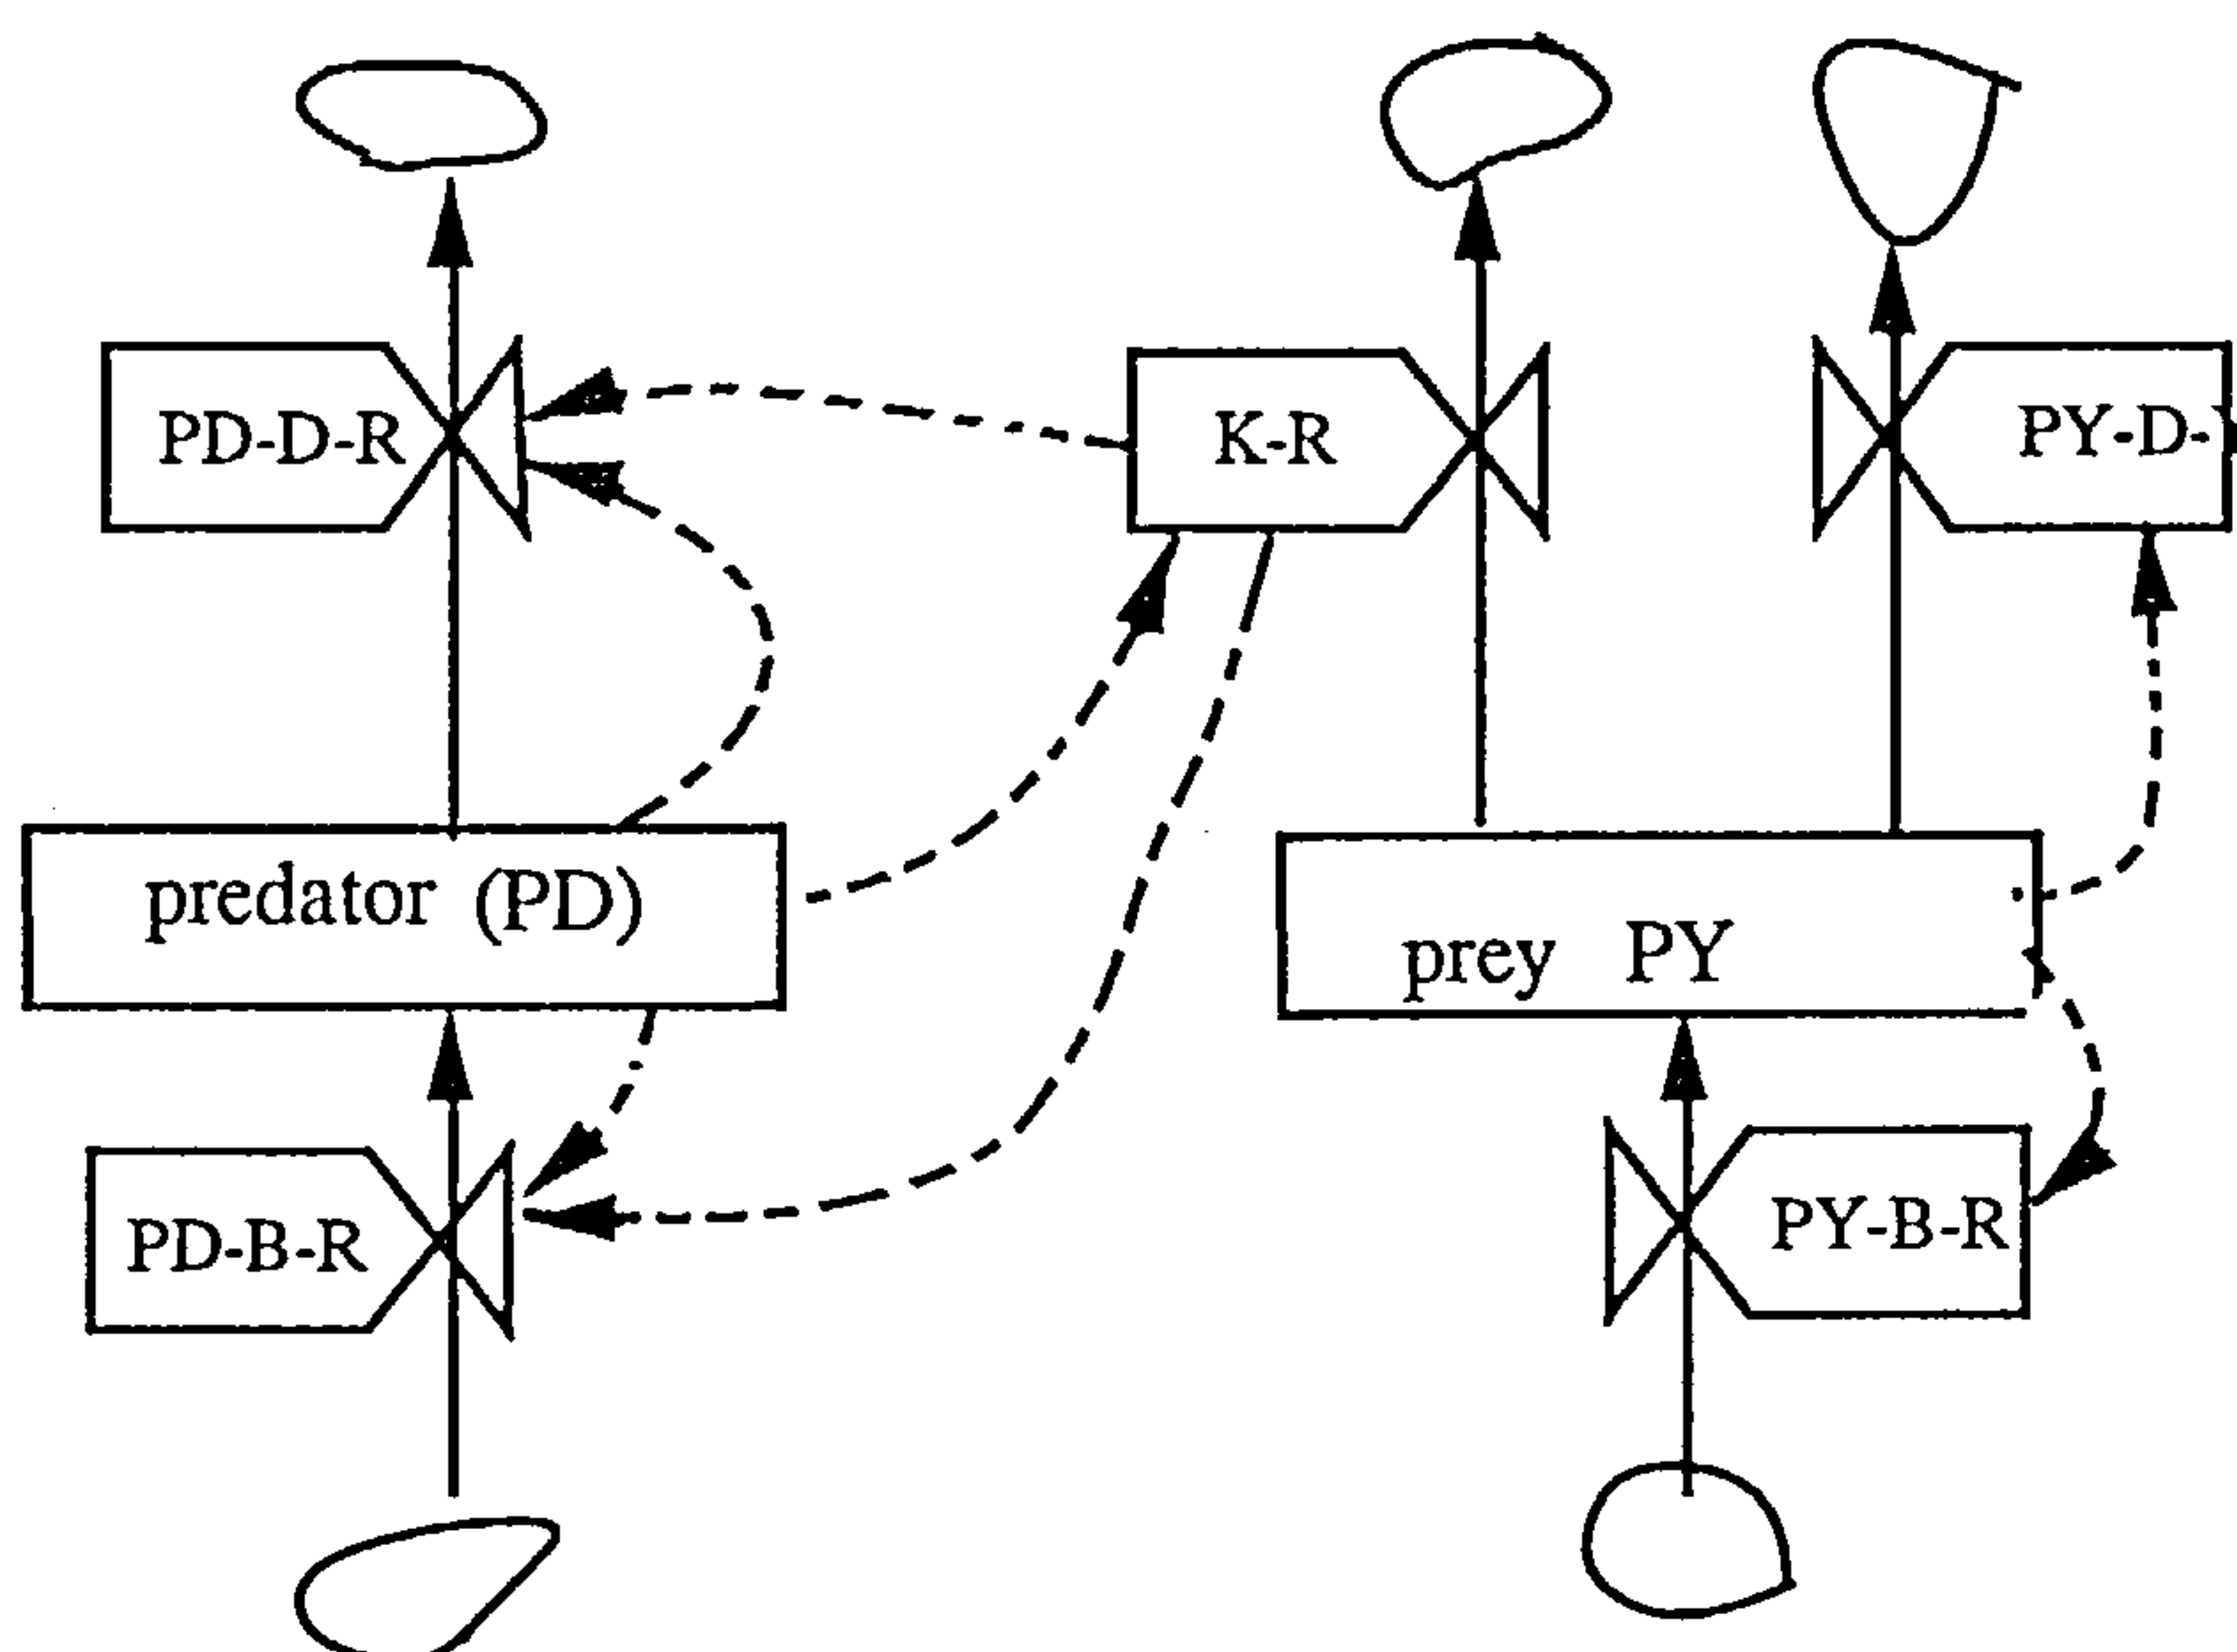 PD-D-R
K-R
PY-D-
predator (PD)
prey PY
PD-B-R
PY-B-R